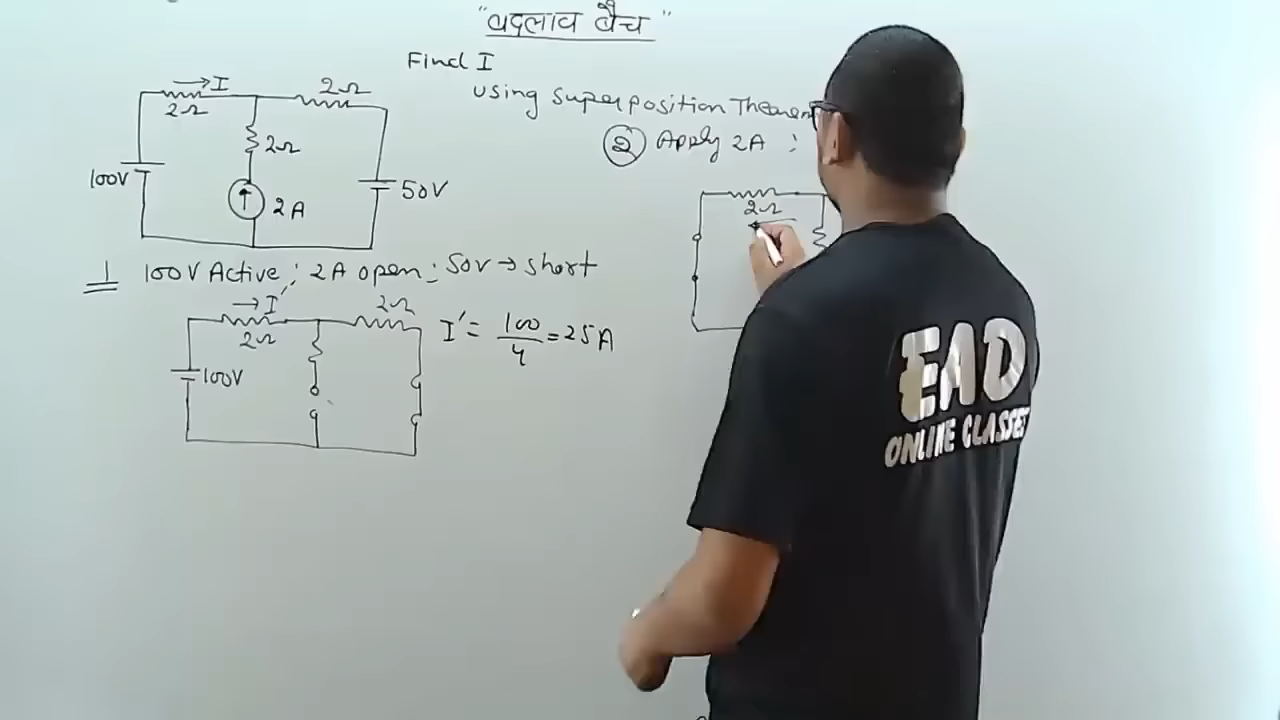 "बदलाव बैच"
Find I
using Superposition Theorem
→ I
2Ω
2Ω
2Ω
100V
2A
50V
② Apply 2A :
2Ω
1 100V Active ; 2A open ; 50V → short
→ I'
2Ω
2Ω
100V
I' = 100/4 = 25A
EAD
ONLINE CLASSES